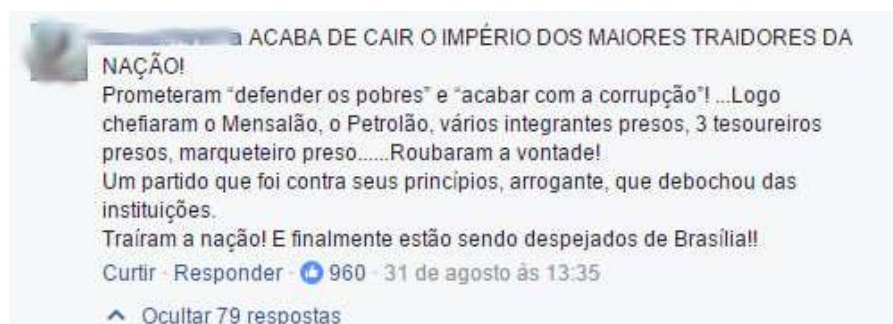 ACABA DE CAIR O IMPÉRIO DOS MAIORES TRAIDORES DA
NAÇÃO!
Prometeram “defender os pobres” e “acabar com a corrupção”! ...Logo
chefiaram o Mensalão, o Petrolão, vários integrantes presos, 3 tesoureiros
presos, marqueteiro preso......Roubaram a vontade!
Um partido que foi contra seus princípios, arrogante, que debochou das
instituições.
Traíram a nação! E finalmente estão sendo despejados de Brasília!!
Curtir · Responder · 960 · 31 de agosto às 13:35
Ocultar 79 respostas